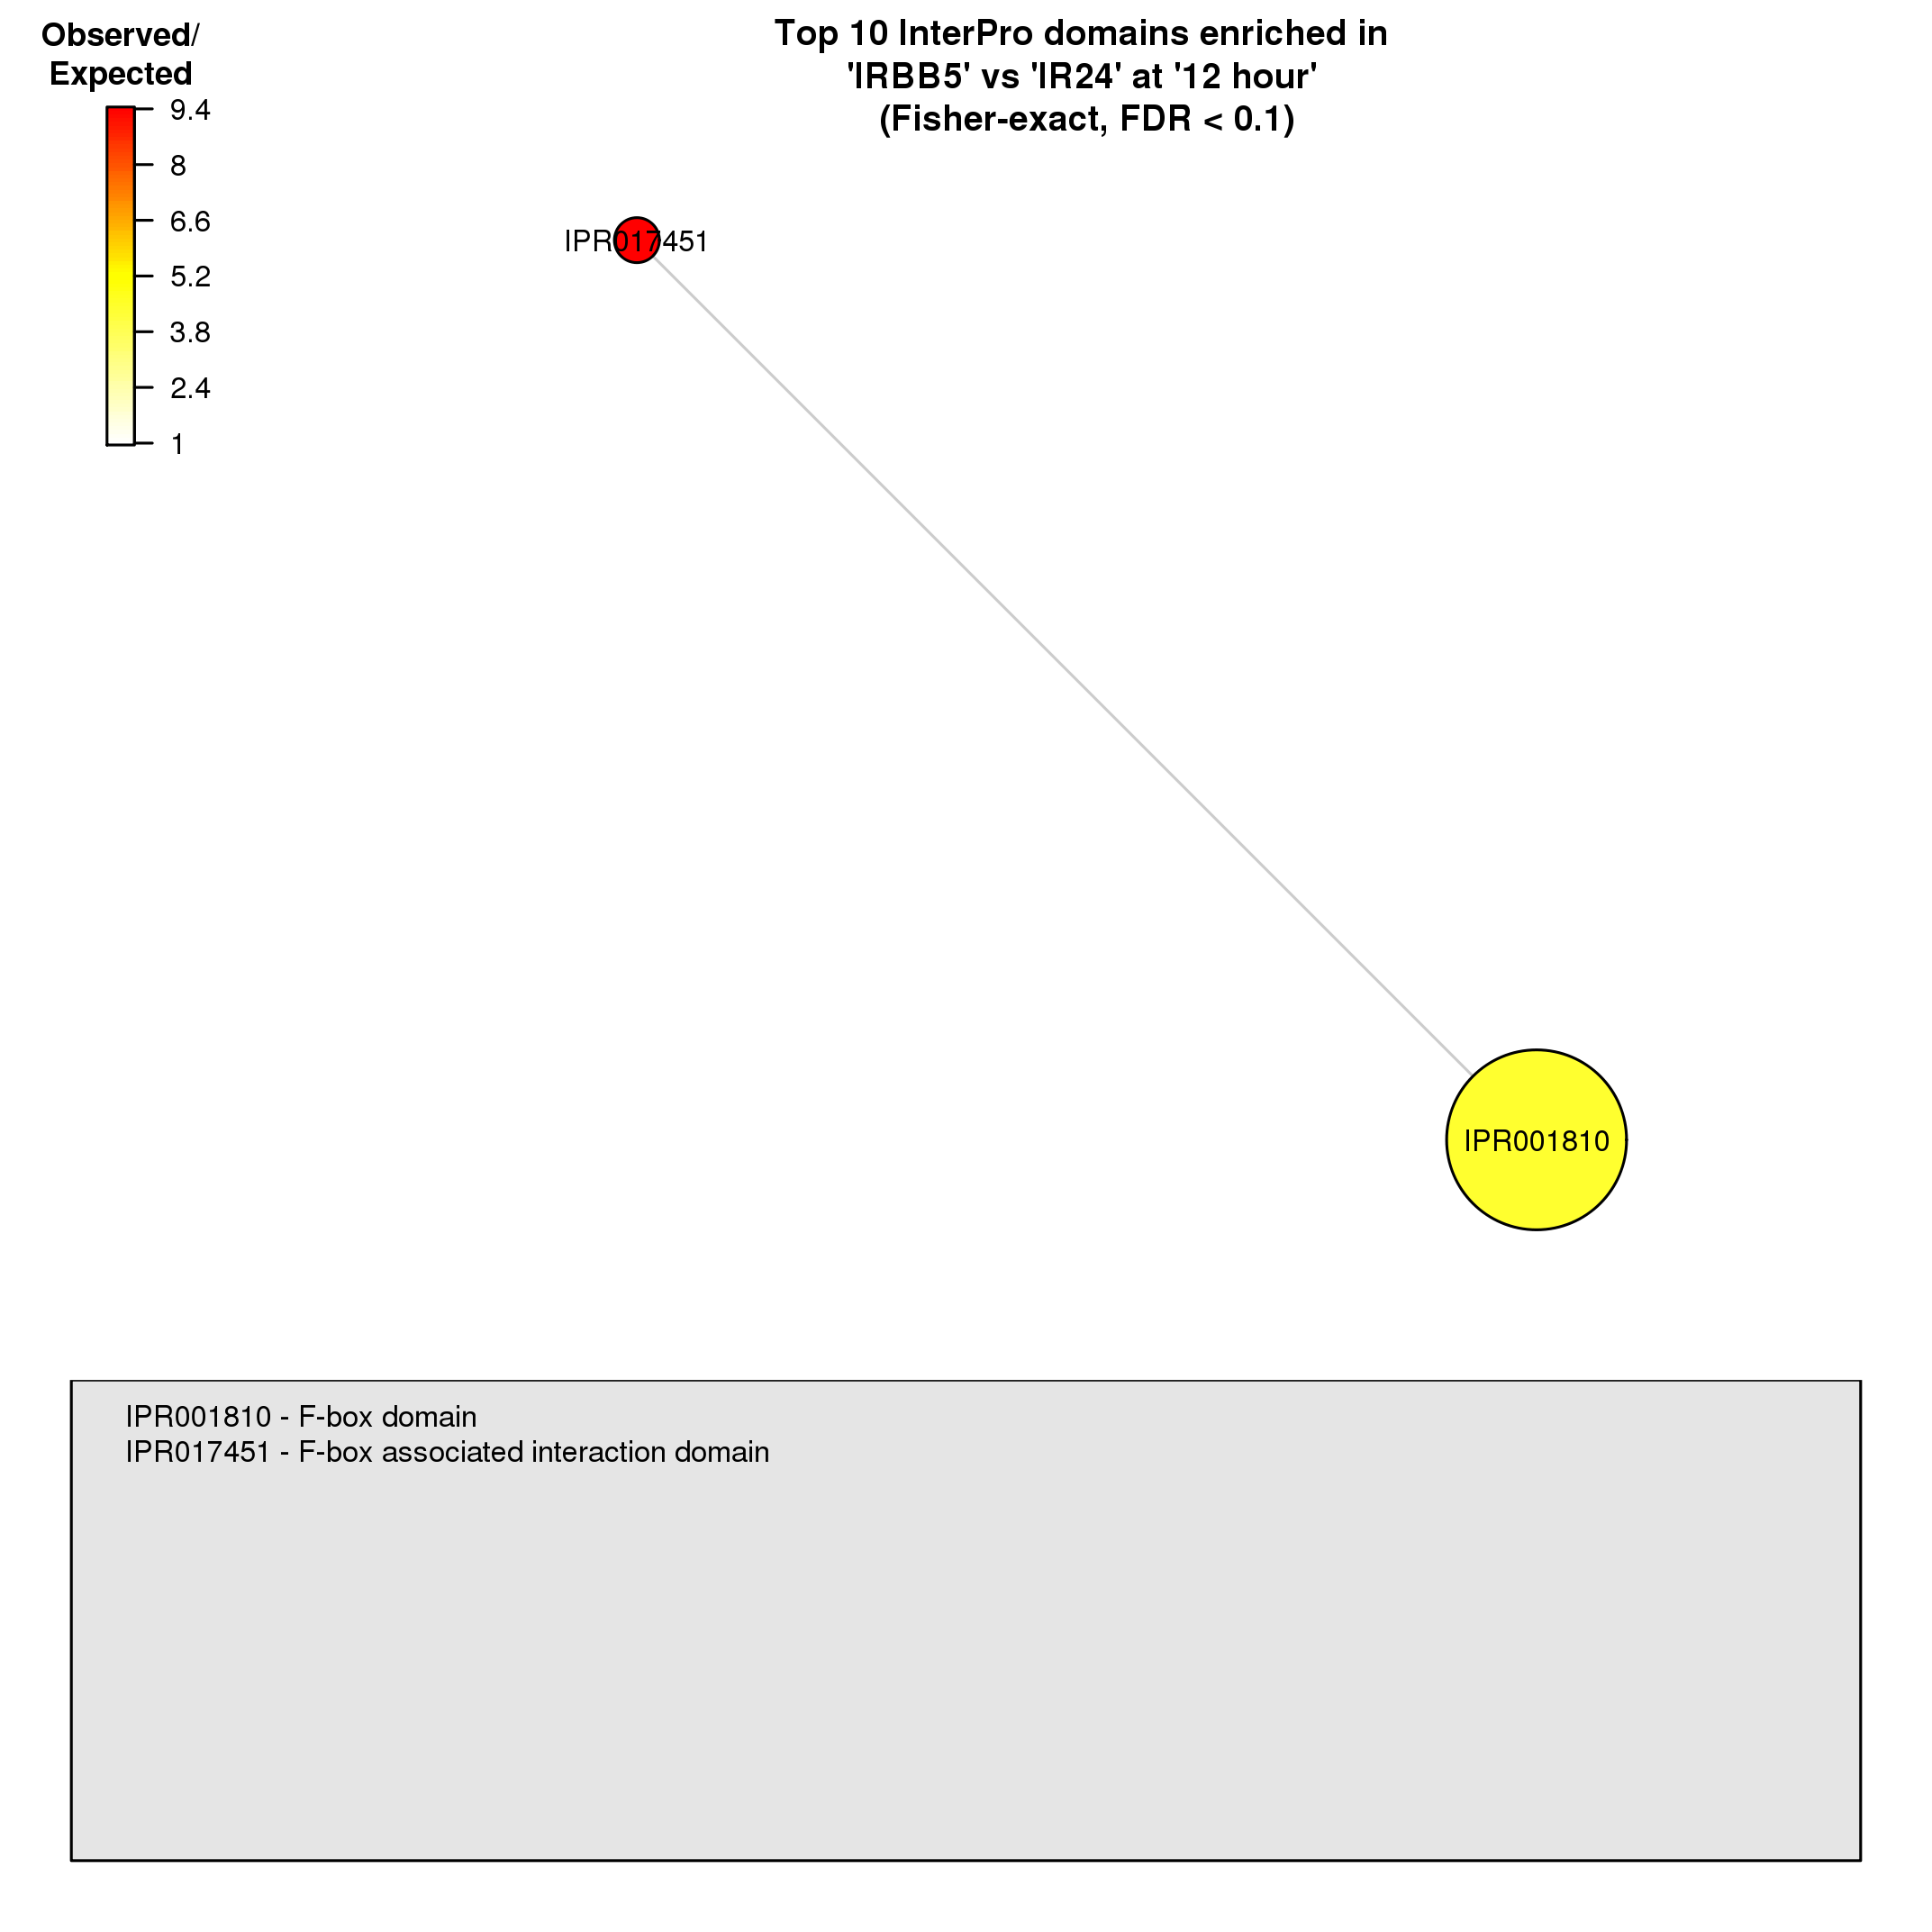 Observed/
Expected
9.4
8
6.6
5.2
3.8
2.4
1
Top 10 InterPro domains enriched in
'IRBB5' vs 'IR24' at '12 hour'
(Fisher-exact, FDR < 0.1)
IPR017451
IPR001810
IPR001810 - F-box domain
IPR017451 - F-box associated interaction domain